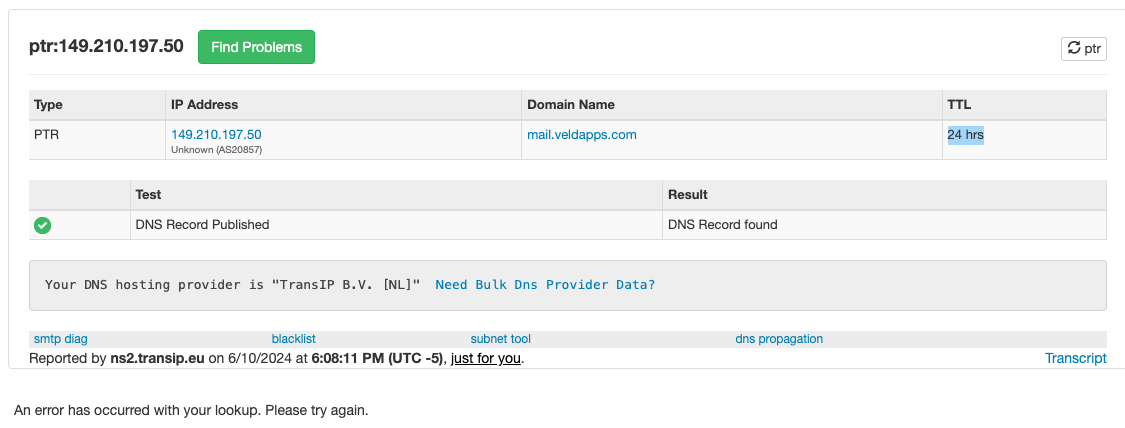 ptr:149.210.197.50 Find Problems ptr
Type IP Address Domain Name TTL
PTR 149.210.197.50 mail.veldapps.com 24 hrs
Unknown (AS20857)
Test Result
DNS Record Published DNS Record found
Your DNS hosting provider is "TransIP B.V. [NL]" Need Bulk Dns Provider Data?
smtp diag blacklist subnet tool dns propagation
Reported by ns2.transip.eu on 6/10/2024 at 6:08:11 PM (UTC -5), just for you. Transcript
An error has occurred with your lookup. Please try again.